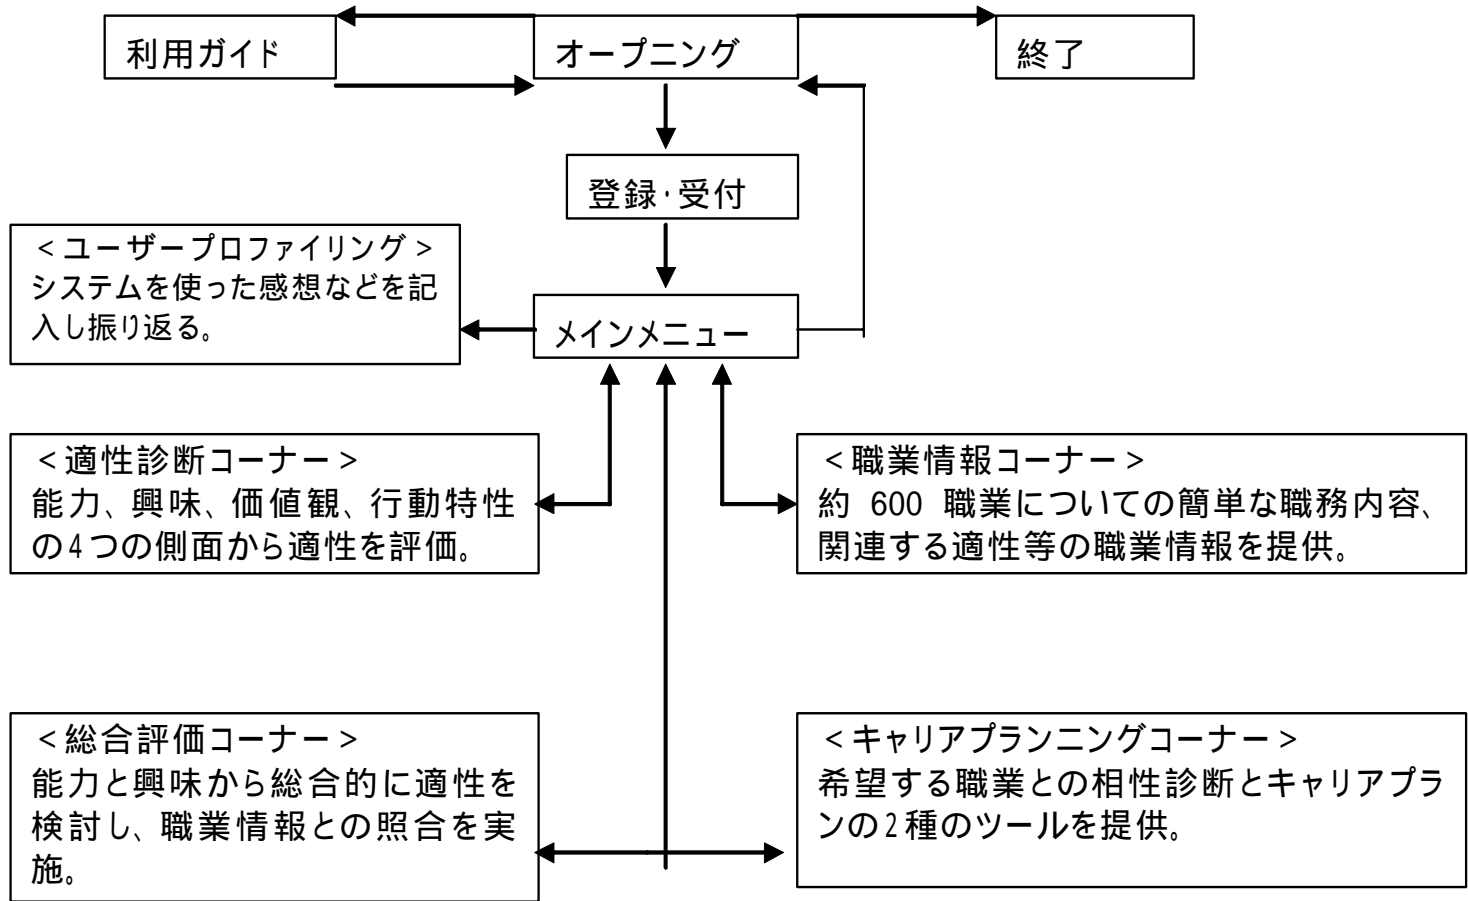 利用ガイド
オープニング
終了
登録・受付
＜ユーザープロファイリング＞
システムを使った感想などを記
入し振り返る。
メインメニュー
＜適性診断コーナー＞
能力、興味、価値観、行動特性
の4つの側面から適性を評価。
＜職業情報コーナー＞
約 600 職業についての簡単な職務内容、
関連する適性等の職業情報を提供。
＜総合評価コーナー＞
能力と興味から総合的に適性を
検討し、職業情報との照合を実
施。
＜キャリアプランニングコーナー＞
希望する職業との相性診断とキャリアプラ
ンの2種のツールを提供。